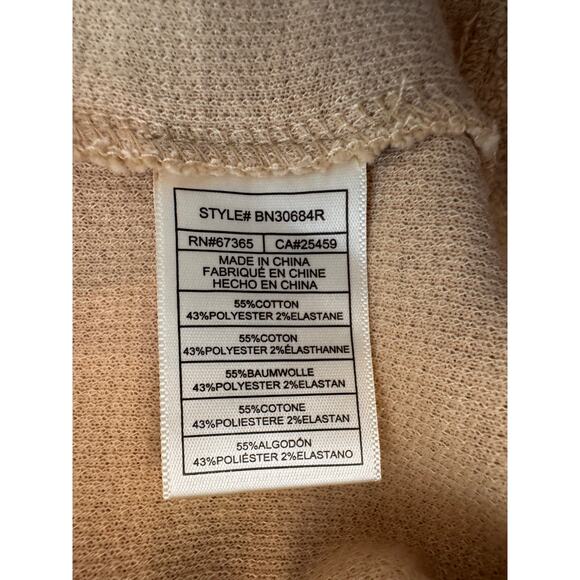 STYLE# BN30684R
RN#67365 CA#25459
MADE IN CHINA
FABRIQUÉ EN CHINE
HECHO EN CHINA
55%COTTON
43%POLYESTER 2%ELASTANE
55%COTON
43%POLYESTER 2%ÉLASTHANNE
55%BAUMWOLLE
43%POLYESTER 2%ELASTAN
55%COTONE
43%POLIESTERE 2%ELASTAN
55%ALGODÓN
43%POLIÉSTER 2%ELASTANO